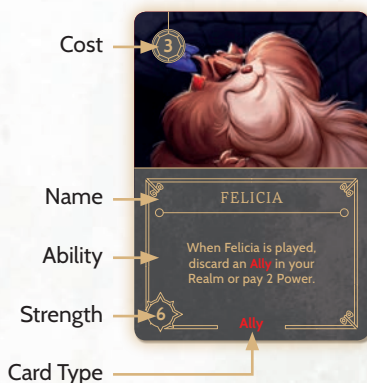 Cost
3
Name
FELICIA
Ability
When Felicia is played,
discard an Ally in your
Realm or pay 2 Power.
Strength
6
Ally
Card Type